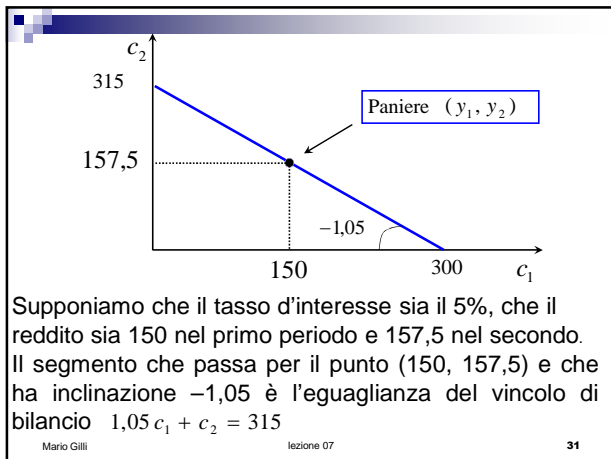 c₂
315
Paniere (y₁, y₂)
157,5
−1,05
150
300
c₁
Supponiamo che il tasso d’interesse sia il 5%, che il
reddito sia 150 nel primo periodo e 157,5 nel secondo.
Il segmento che passa per il punto (150, 157,5) e che
ha inclinazione –1,05 è l’eguaglianza del vincolo di
bilancio 1,05 c₁ + c₂ = 315
Mario Gilli
lezione 07
31